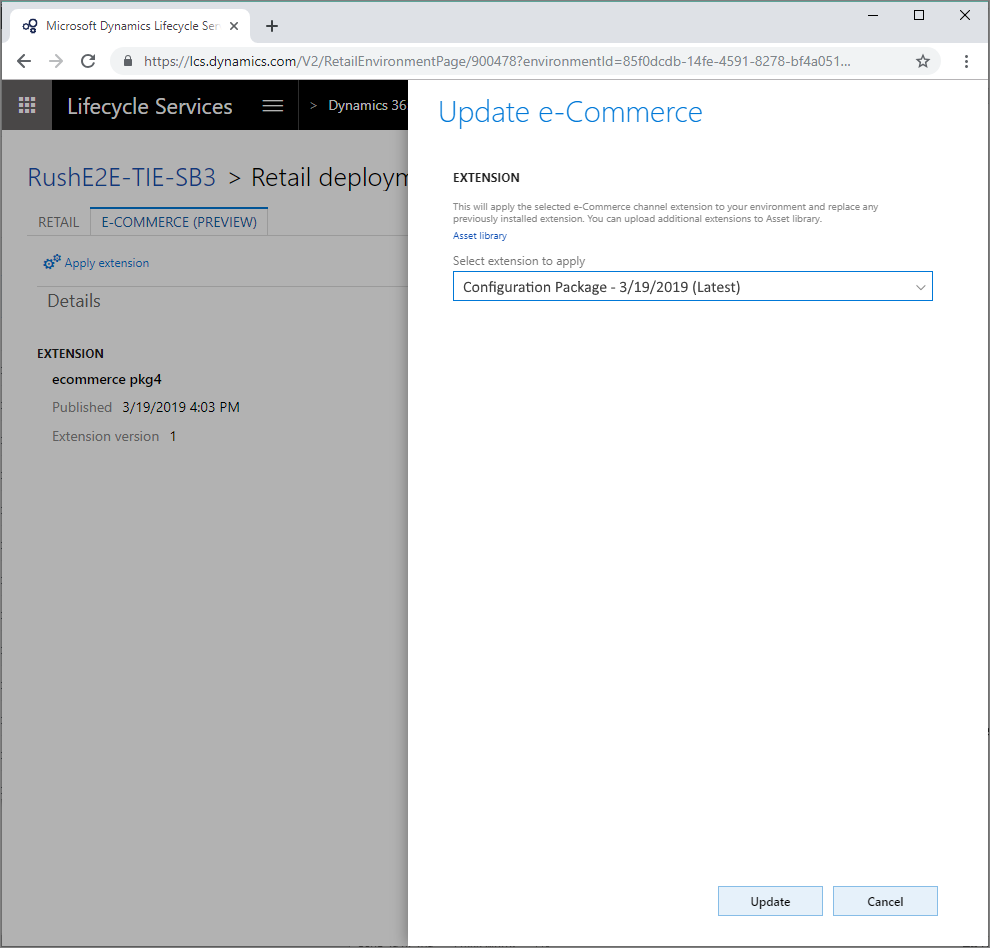 Microsoft Dynamics Lifecycle Ser
https://lcs.dynamics.com/V2/RetailEnvironmentPage/900478?environmentId=85f0dcdb-14fe-4591-8278-bf4a051...
Lifecycle Services > Dynamics 36
RushE2E-TIE-SB3 > Retail deploym
RETAIL E-COMMERCE (PREVIEW)
Apply extension
Details
EXTENSION
ecommerce pkg4
Published 3/19/2019 4:03 PM
Extension version 1
Update e-Commerce
EXTENSION
This will apply the selected e-Commerce channel extension to your environment and replace any
previously installed extension. You can upload additional extensions to Asset library.
Asset library
Select extension to apply
Configuration Package - 3/19/2019 (Latest)
Update Cancel